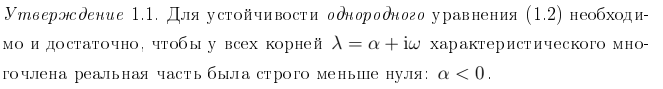 Утверждение 1.1. Для устойчивости однородного уравнения (1.2) необходи-
мо и достаточно, чтобы у всех корней λ = α + iω характеристического мно-
гочлена реальная часть была строго меньше нуля: α < 0.